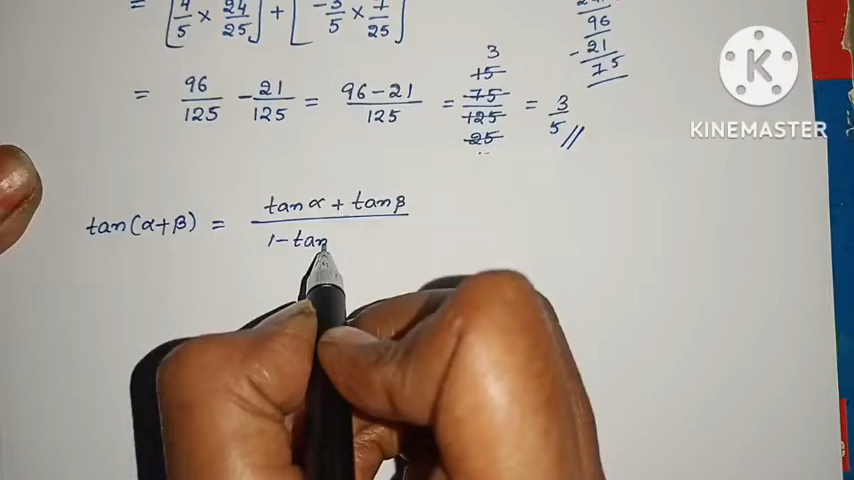 = [4/5 × 24/25] + [-3/5 × 7/25]
96
- 21
75
= 96/125 - 21/125 = (96-21)/125 = 3 15 75/125 25 = 3/5 //
tan(α+β) = (tanα + tanβ)/(1- tan
K
KINEMASTER